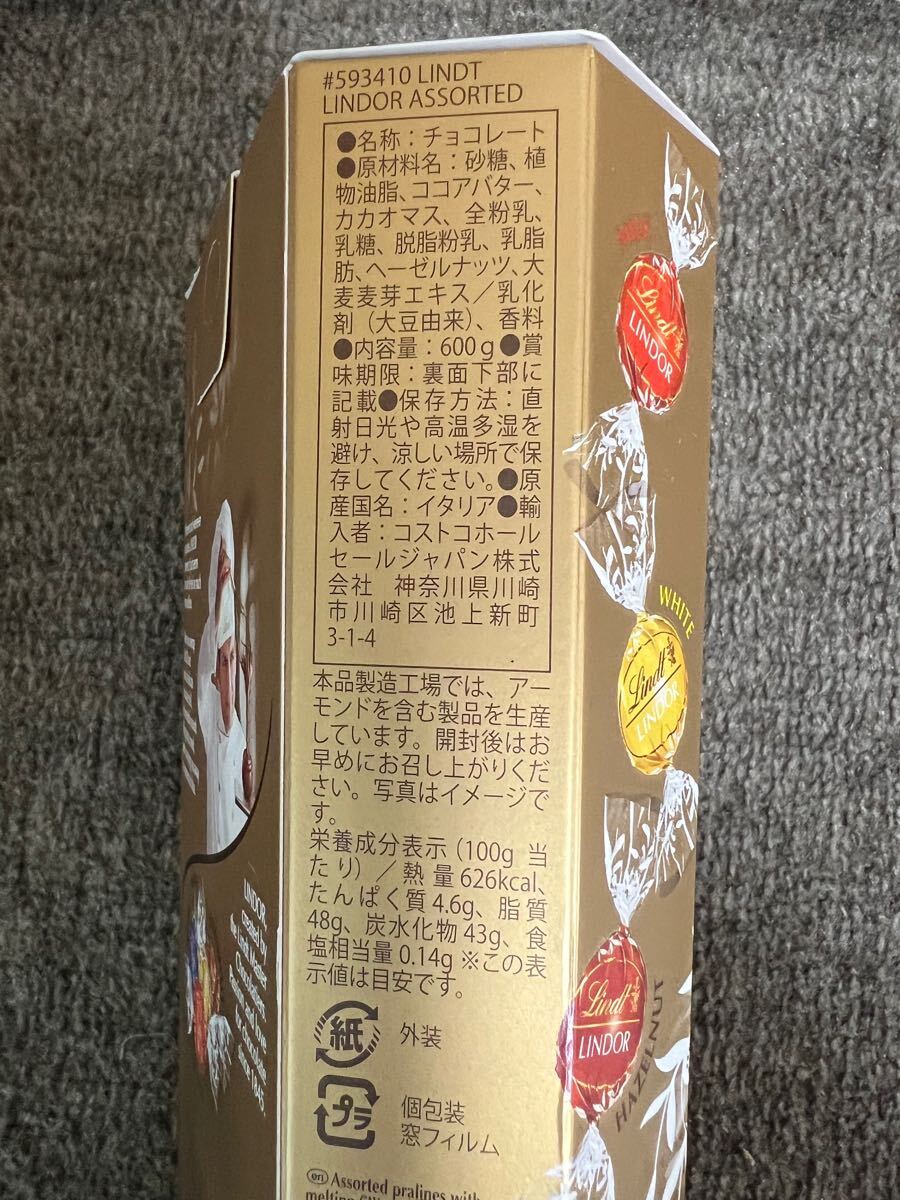 #593410 LINDT
LINDOR ASSORTED
●名称：チョコレート
●原材料名：砂糖、植
物油脂、ココアバター、
カカオマス、全粉乳、
乳糖、脱脂粉乳、乳脂
肪、ヘーゼルナッツ、大
麦麦芽エキス／乳化
剤（大豆由来）、香料
●内容量：600g●賞
味期限：裏面下部に
記載●保存方法：直
射日光や高温多湿を
避け、涼しい場所で保
存してください。●原
産国名：イタリア●輸
入者：コストコホール
セールジャパン株式
会社　神奈川県川崎
市川崎区池上新町
3-1-4
本品製造工場では、アー
モンドを含む製品を生産
しています。開封後はお
早めにお召し上がりくだ
さい。写真はイメージで
す。
栄養成分表示（100g 当
たり）／熱量626kcal、
たんぱく質4.6g、脂質
48g、炭水化物43g、食
塩相当量0.14g ※この表
示値は目安です。
紙 外装
プラ 個包装
窓フィルム
Assorted pralines with
Lindt
LINDOR
WHITE
Lindt
LINDOR
Lindt
LINDOR
HAZELNUT
LINDOR
created by